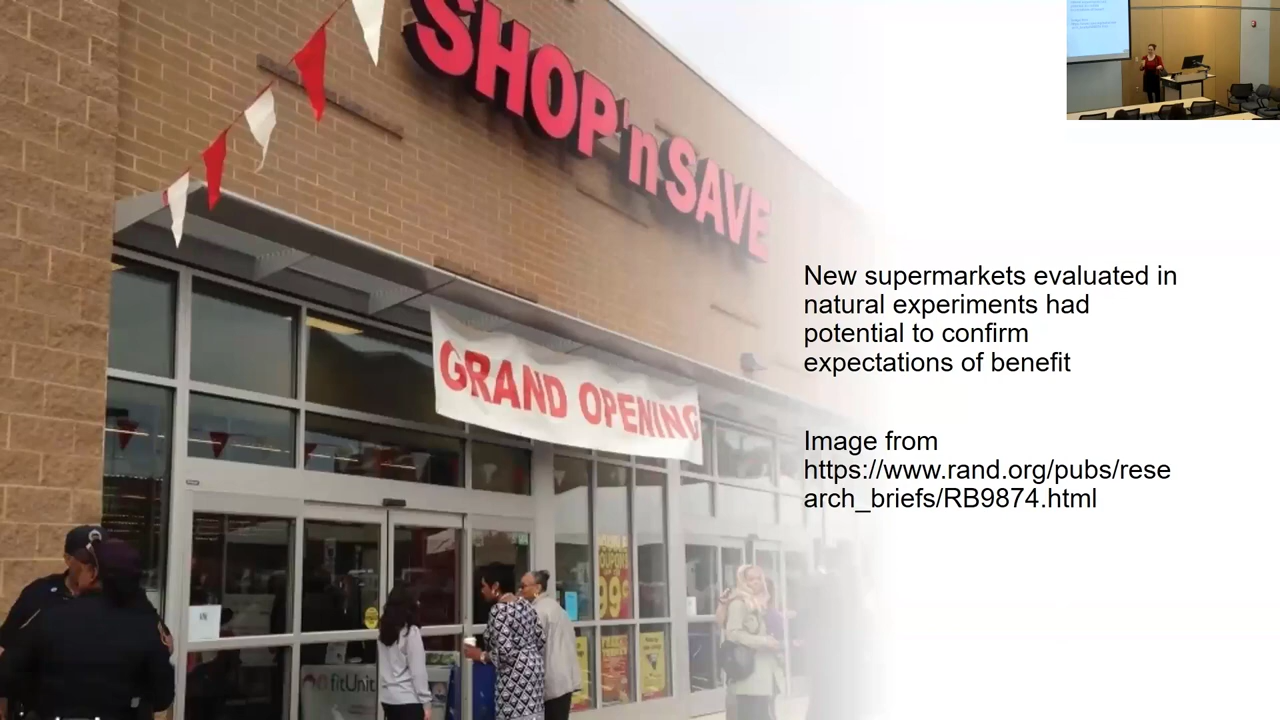 SHOP 'n SAVE
GRAND OPENING
99¢
fitUnit
New supermarkets evaluated in
natural experiments had
potential to confirm
expectations of benefit
Image from
https://www.rand.org/pubs/rese
arch_briefs/RB9874.html